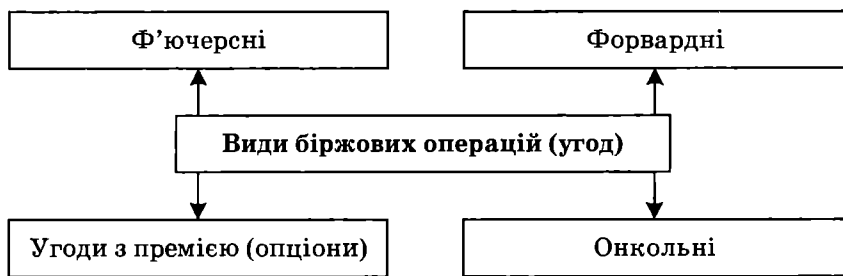 Ф’ючерсні
Форвардні
Види біржових операцій (угод)
Угоди з премією (опціони)
Онкольні